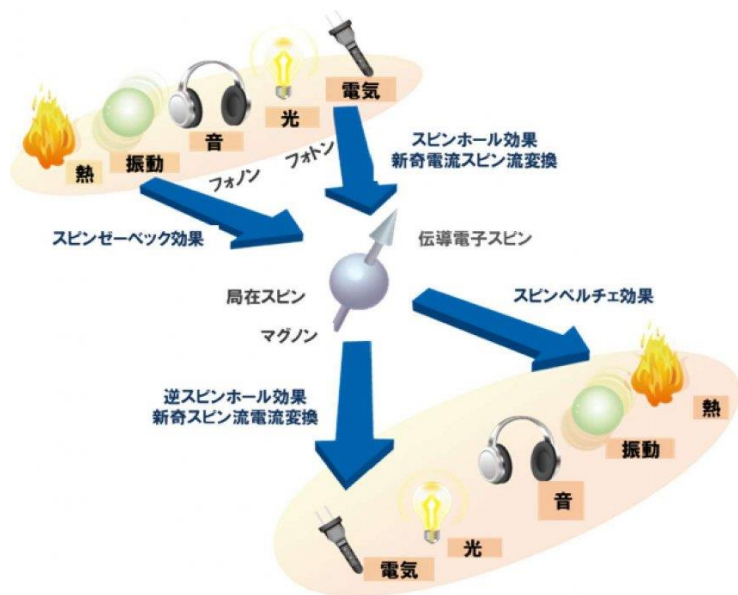 電気
光
音
振動
熱
フォトン
フォノン
スピンホール効果
新奇電流スピン流変換
スピンゼーベック効果
伝導電子スピン
局在スピン
マグノン
スピンペルチェ効果
逆スピンホール効果
新奇スピン流電流変換
熱
振動
音
光
電気